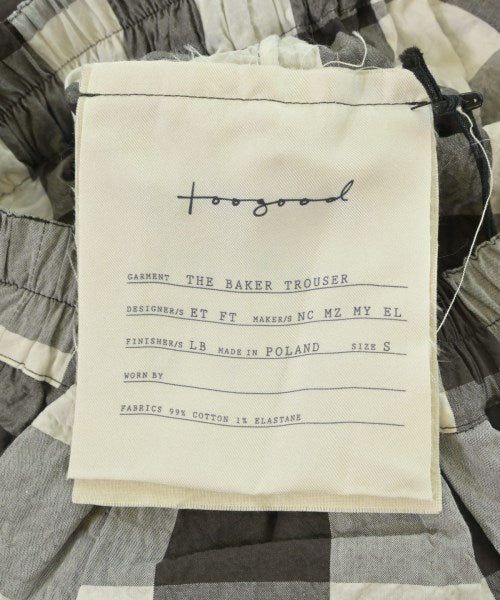 toogood
GARMENT THE BAKER TROUSER
DESIGNER/S ET FT MAKER/S NC MZ MY EL
FINISHER/S LB MADE IN POLAND SIZE S
WORN BY
FABRICS 99% COTTON 1% ELASTANE